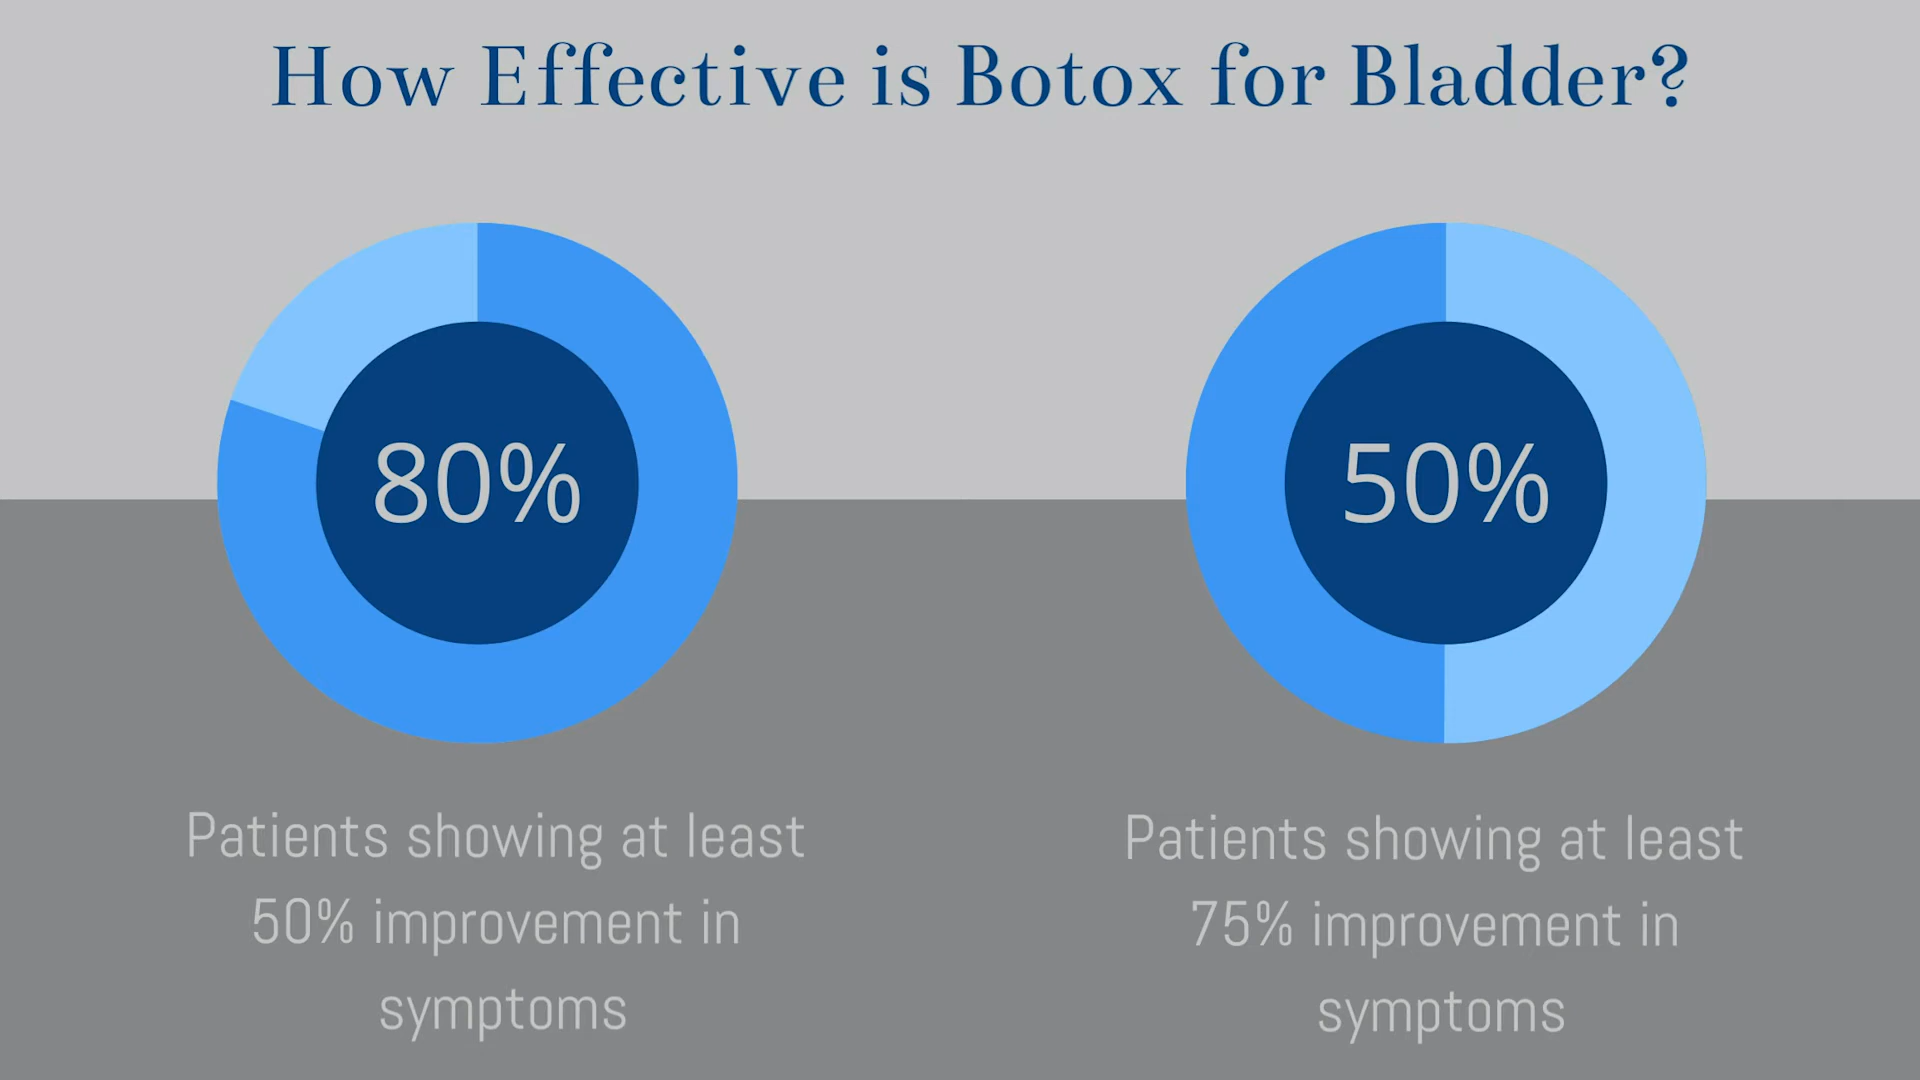 How Effective is Botox for Bladder?
80%
50%
Patients showing at least
50% improvement in
symptoms
Patients showing at least
75% improvement in
symptoms